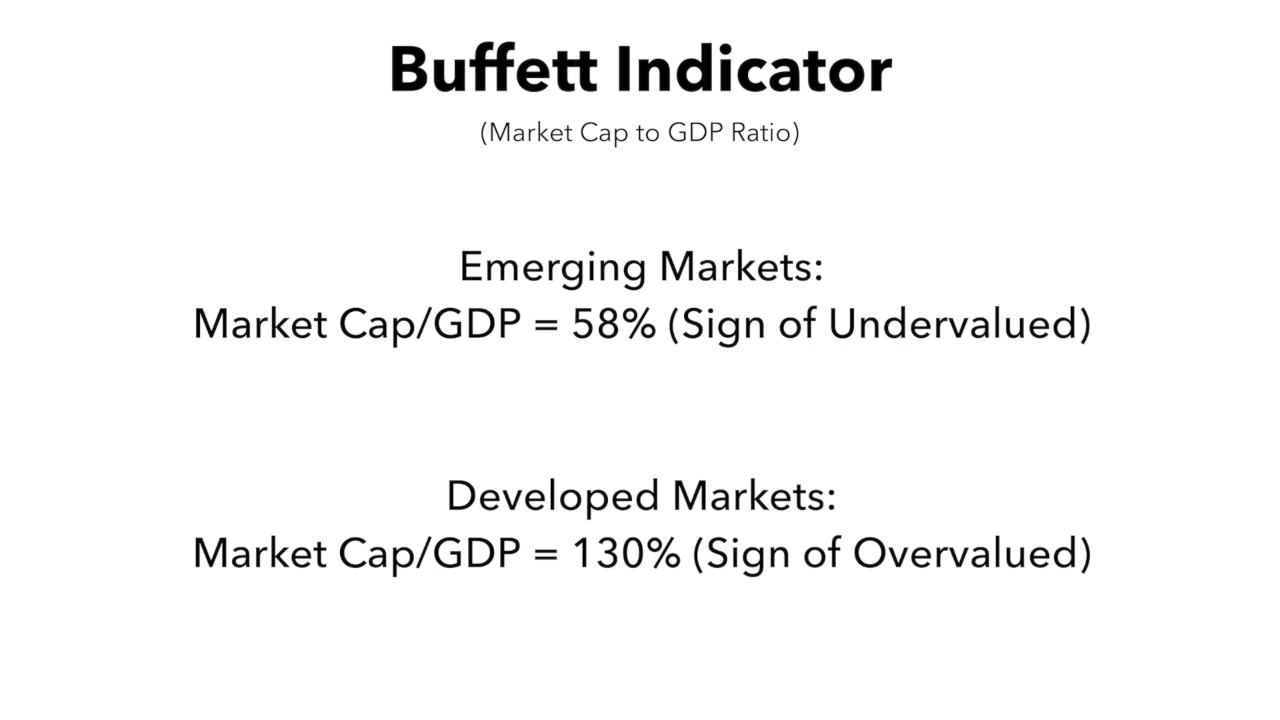 Buffett Indicator
(Market Cap to GDP Ratio)
Emerging Markets:
Market Cap/GDP = 58% (Sign of Undervalued)
Developed Markets:
Market Cap/GDP = 130% (Sign of Overvalued)